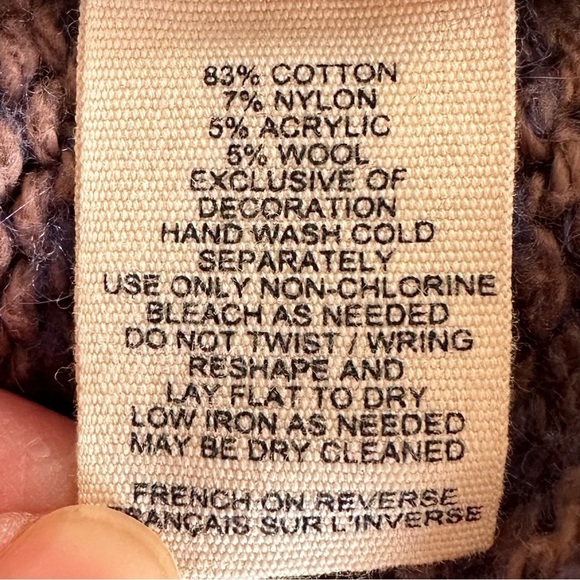 83% COTTON
7% NYLON
5% ACRYLIC
5% WOOL
EXCLUSIVE OF
DECORATION
HAND WASH COLD
SEPARATELY
USE ONLY NON-CHLORINE
BLEACH AS NEEDED
DO NOT TWIST / WRING
RESHAPE AND
LAY FLAT TO DRY
LOW IRON AS NEEDED
MAY BE DRY CLEANED
FRENCH ON REVERSE
FRANÇAIS SUR L'INVERSE